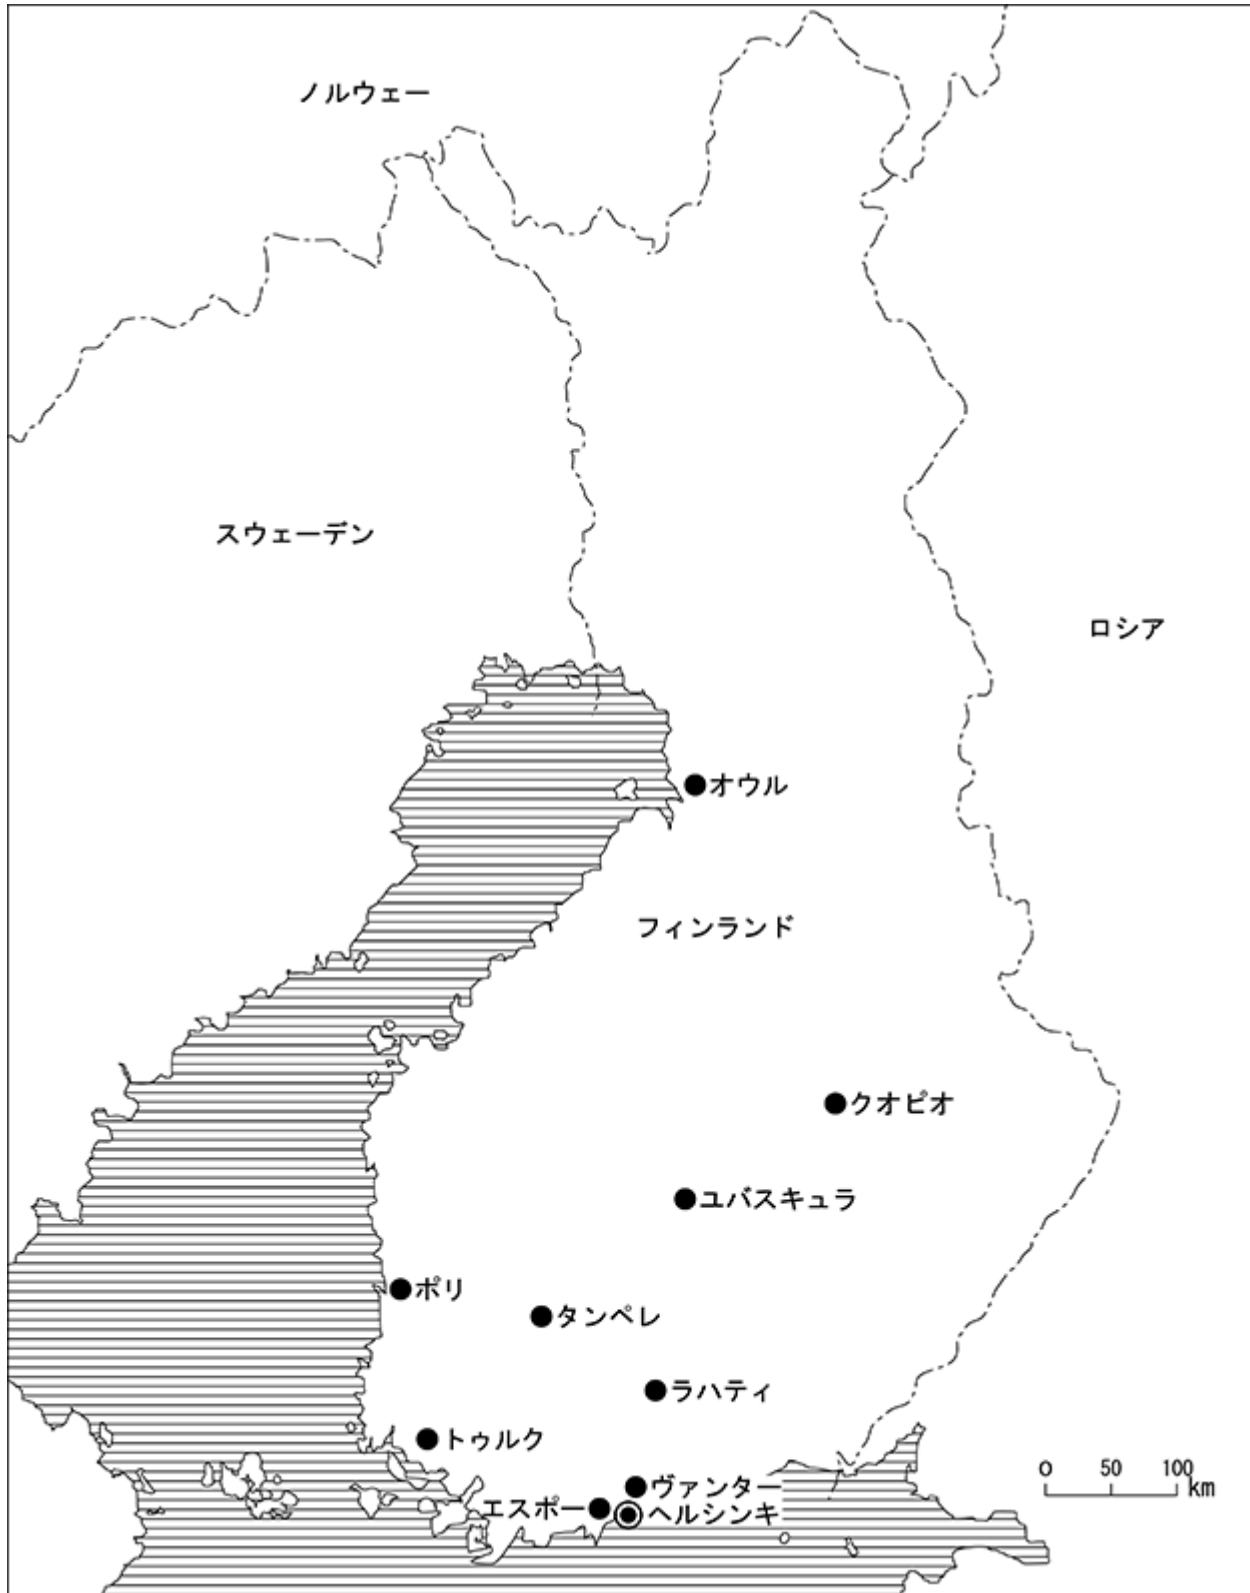 ノルウェー
スウェーデン
ロシア
オウル
フィンランド
クオピオ
ユバスキュラ
ポリ
タンペレ
ラハティ
トゥルク
0 50 100
km
ヴァンター
エスポー
ヘルシンキ